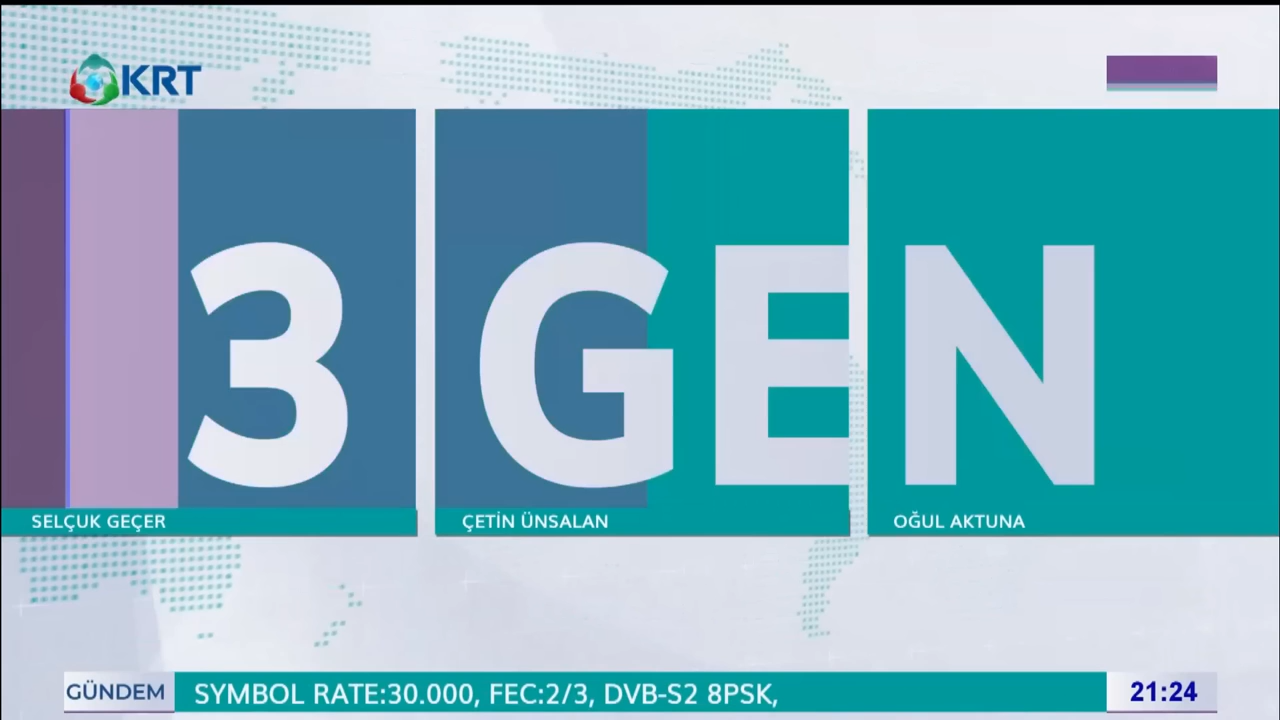 KRT
3 GEN
SELÇUK GEÇER
ÇETİN ÜNSALAN
OĞUL AKTUNA
GÜNDEM
SYMBOL RATE:30.000, FEC:2/3, DVB-S2 8PSK,
21:24